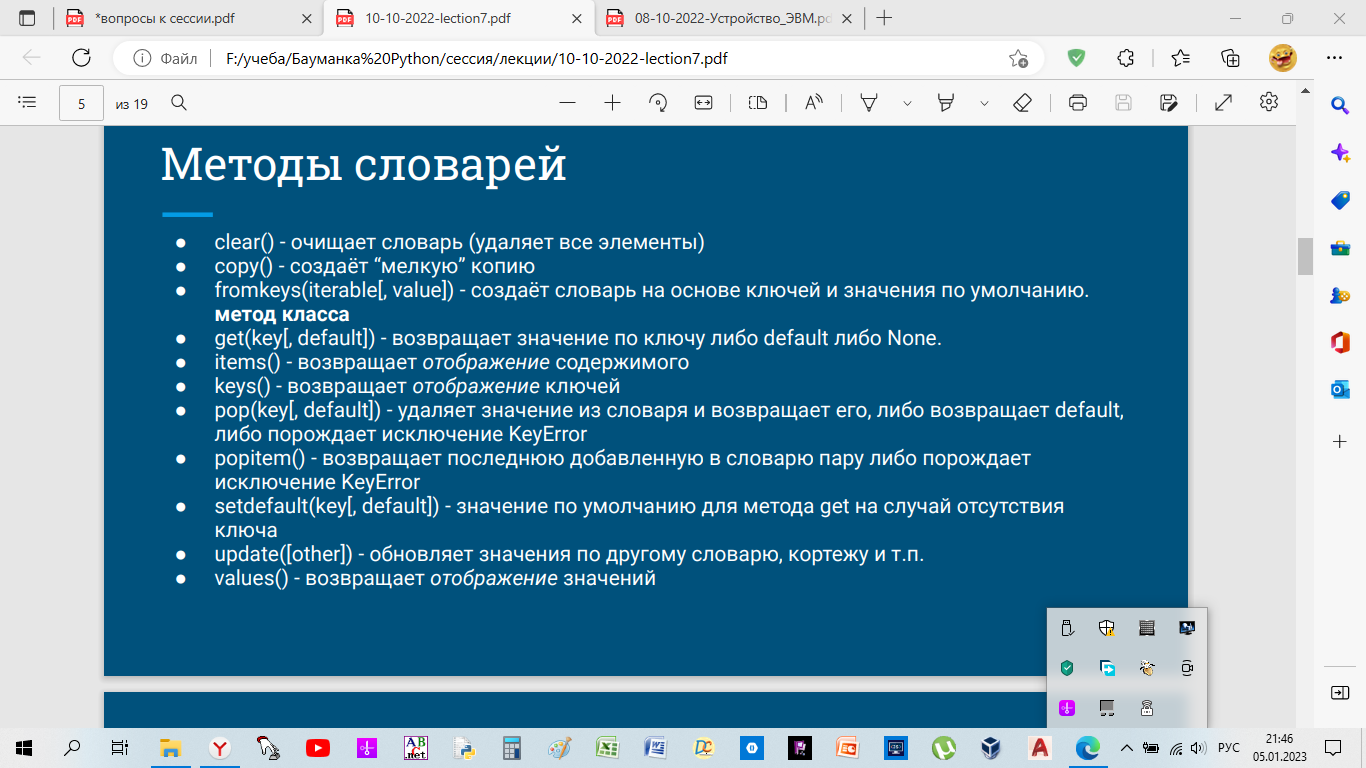 *вопросы к сессии.pdf
10-10-2022-lection7.pdf
08-10-2022-Устройство_ЭВМ.pd
Файл
F:/учеба/Бауманка%20Python/сессия/лекции/10-10-2022-lection7.pdf
5 из 19
Методы словарей
● clear() - очищает словарь (удаляет все элементы)
● copy() - создаёт “мелкую” копию
● fromkeys(iterable[, value]) - создаёт словарь на основе ключей и значения по умолчанию.
метод класса
● get(key[, default]) - возвращает значение по ключу либо default либо None.
● items() - возвращает отображение содержимого
● keys() - возвращает отображение ключей
● pop(key[, default]) - удаляет значение из словаря и возвращает его, либо возвращает default,
либо порождает исключение KeyError
● popitem() - возвращает последнюю добавленную в словарю пару либо порождает
исключение KeyError
● setdefault(key[, default]) - значение по умолчанию для метода get на случай отсутствия
ключа
● update([other]) - обновляет значения по другому словарю, кортежу и т.п.
● values() - возвращает отображение значений
РУС
21:46
05.01.2023